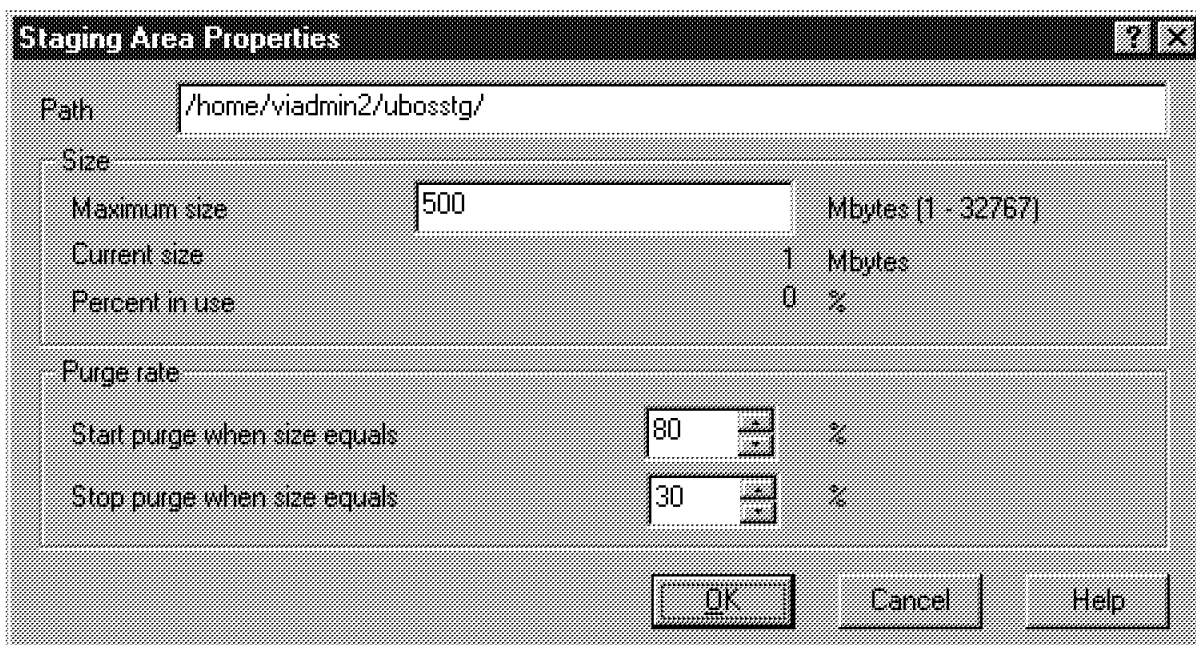 Staging Area Properties ? X
Path /home/viadmin2/ubosstg/
Size
Maximum size 500 Mbytes (1 - 32767)
Current size 1 Mbytes
Percent in use 0 %
Purge rate
Start purge when size equals 80 %
Stop purge when size equals 30 %
OK Cancel Help